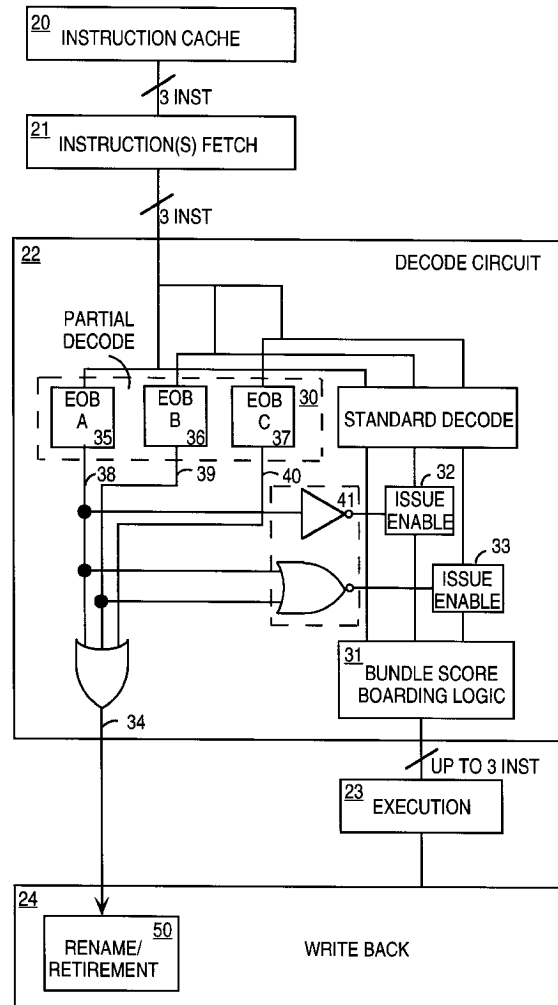 20
INSTRUCTION CACHE
3 INST
21
INSTRUCTION(S) FETCH
3 INST
22
DECODE CIRCUIT
PARTIAL
DECODE
EOB
A
35
EOB
B
36
EOB
C
37
30
STANDARD DECODE
38
39
40
41
32
ISSUE
ENABLE
33
ISSUE
ENABLE
31
BUNDLE SCORE
BOARDING LOGIC
34
UP TO 3 INST
23
EXECUTION
24
50
RENAME/
RETIREMENT
WRITE BACK